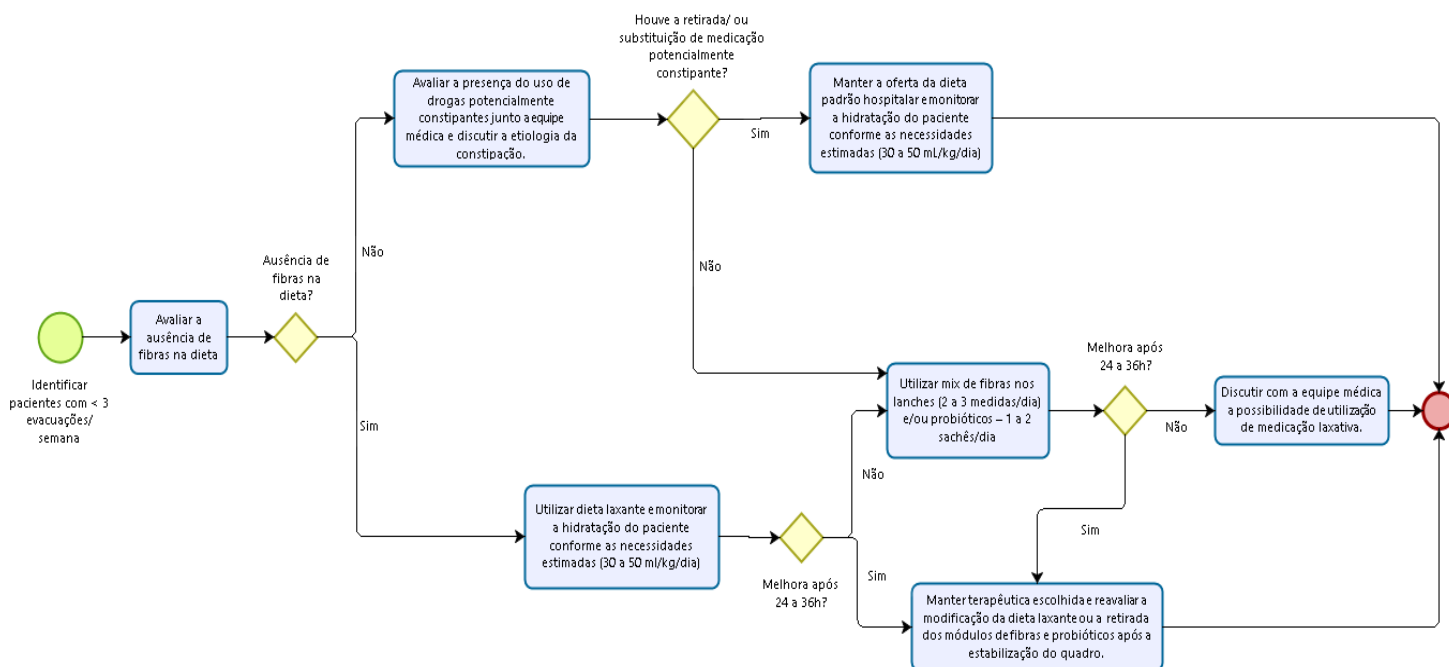 Houve a retirada/ ou
substituição de medicação
potencialmente
constipante?
Avaliar a presença do uso de
drogas potencialmente
constipantes junto a equipe
médica e discutir a etiologia da
constipação.
Manter a oferta da dieta
padrão hospitalar e monitorar
a hidratação do paciente
conforme as necessidades
estimadas (30 a 50 mL/kg/dia)
Sim
Não
Não
Ausência de
fibras na
dieta?
Avaliar a
ausência de
fibras na dieta
Identificar
pacientes com < 3
evacuações/
semana
Sim
Melhora após
24 a 36h?
Utilizar mix de fibras nos
lanches (2 a 3 medidas/dia)
e/ou probióticos – 1 a 2
sachês/dia
Discutir com a equipe médica
a possibilidade de utilização
de medicação laxativa.
Não
Não
Utilizar dieta laxante e monitorar
a hidratação do paciente
conforme as necessidades
estimadas (30 a 50 ml/kg/dia)
Sim
Sim
Melhora após
24 a 36h?
Manter terapêutica escolhida e reavaliar a
modificação da dieta laxante ou a retirada
dos módulos de fibras e probióticos após a
estabilização do quadro.